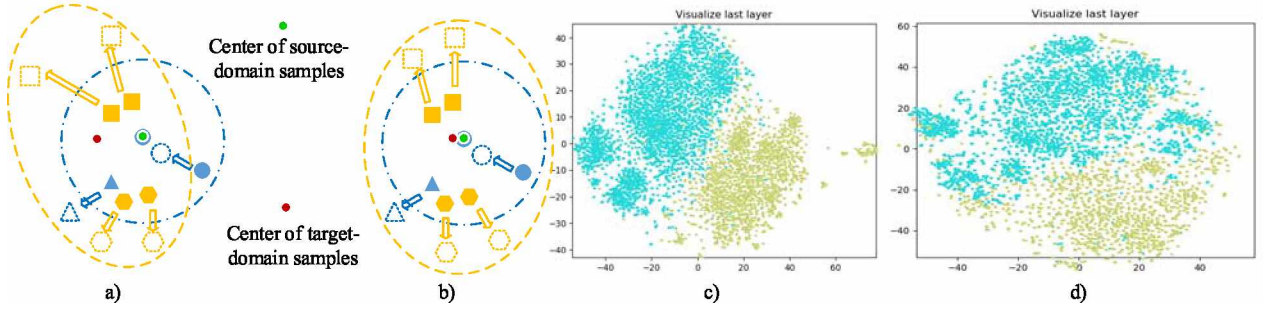 Center of source-
domain samples
Center of target-
domain samples
a)
b)
Visualize last layer
40
30
20
10
0
−10
−20
−30
−40
−40
−20
0
20
40
60
80
c)
Visualize last layer
60
40
20
0
−20
−40
−40
−20
0
20
40
d)